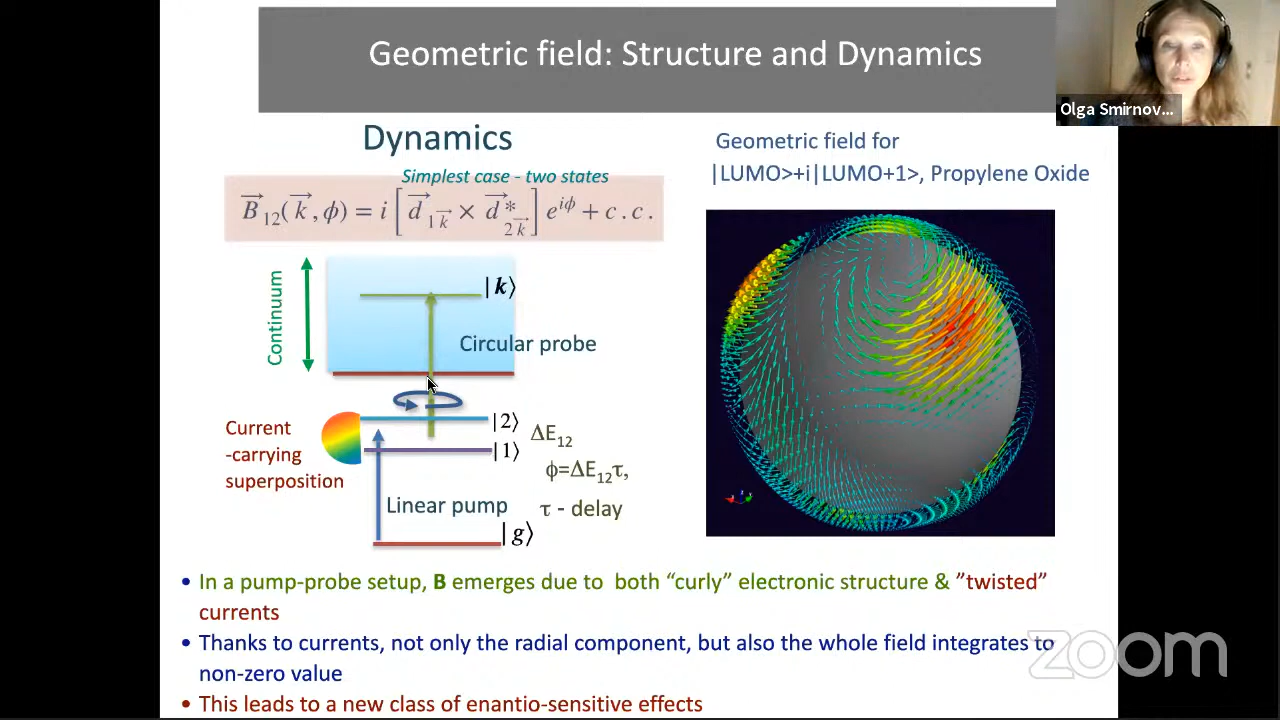 Geometric field: Structure and Dynamics
Olga Smirnov...
Dynamics
Simplest case - two states
B⃗₁₂(k⃗, ϕ) = i [d⃗₁ₖ⃗ × d⃗*₂ₖ⃗] e^{iϕ} + c.c.
Continuum
|k⟩
Circular probe
|2⟩
|1⟩
ΔE₁₂
ϕ=ΔE₁₂τ,
τ - delay
Current
-carrying
superposition
Linear pump
|g⟩
Geometric field for
|LUMO>+i|LUMO+1>, Propylene Oxide
• In a pump-probe setup, B emerges due to both “curly” electronic structure & ”twisted”
currents
• Thanks to currents, not only the radial component, but also the whole field integrates to
non-zero value
• This leads to a new class of enantio-sensitive effects
zoom